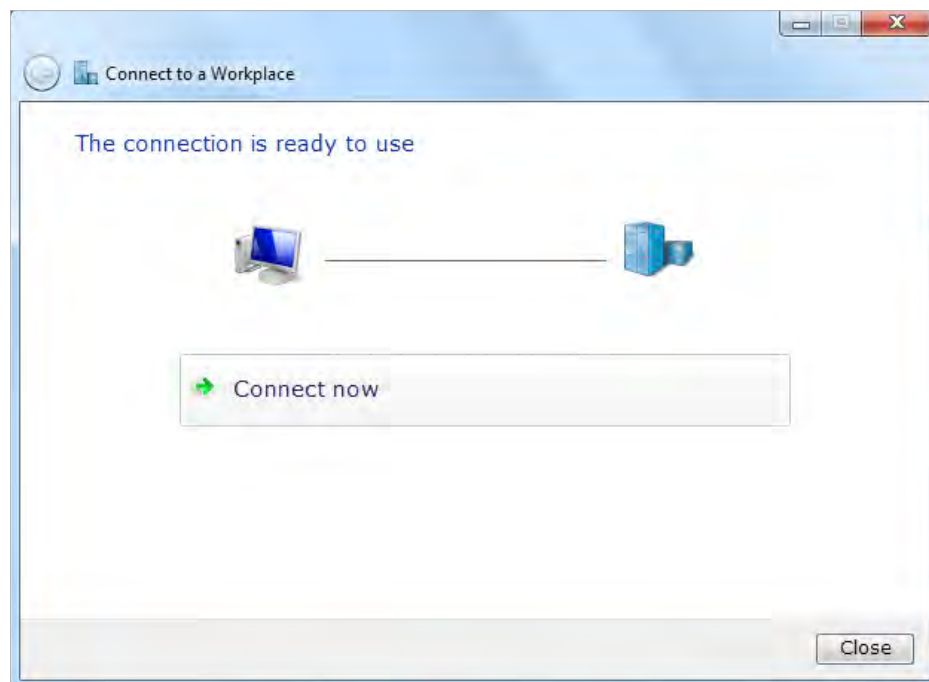 Connect to a Workplace
The connection is ready to use
Connect now
Close